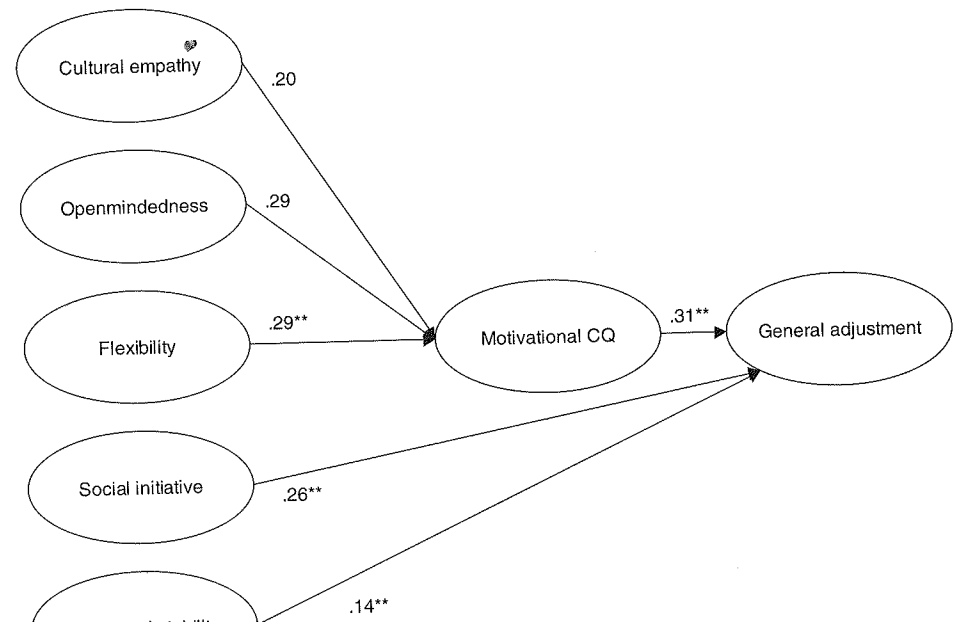 Cultural empathy
.20
Openmindedness
.29
Flexibility
.29**
Motivational CQ
.31**
General adjustment
Social initiative
.26**
.14**